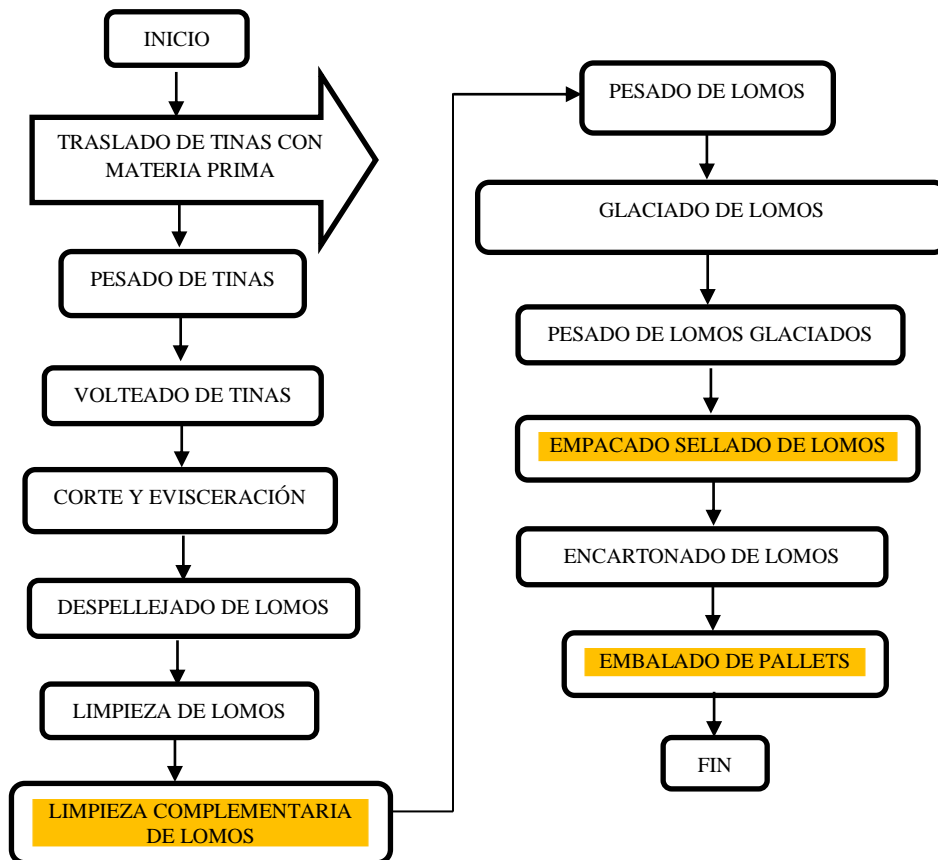 INICIO
TRASLADO DE TINAS CON
MATERIA PRIMA
PESADO DE TINAS
VOLTEADO DE TINAS
CORTE Y EVISCERACIÓN
DESPELLEJADO DE LOMOS
LIMPIEZA DE LOMOS
LIMPIEZA COMPLEMENTARIA
DE LOMOS
PESADO DE LOMOS
GLACIADO DE LOMOS
PESADO DE LOMOS GLACIADOS
EMPACADO SELLADO DE LOMOS
ENCARTONADO DE LOMOS
EMBALADO DE PALLETS
FIN